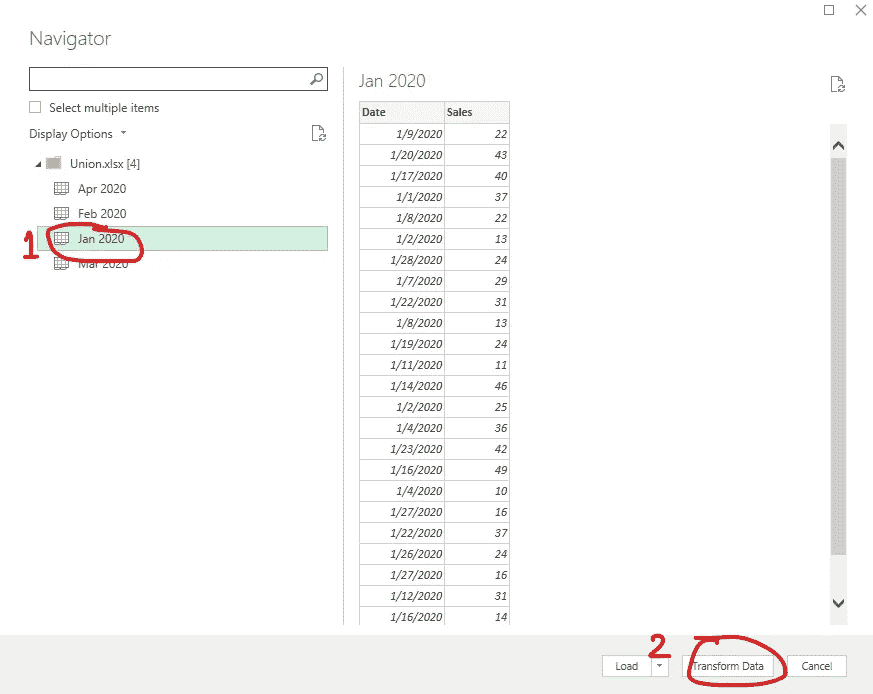 Navigator
Select multiple items
Display Options
Union.xlsx [4]
Apr 2020
Feb 2020
1
Jan 2020
Mar 2020
Jan 2020
Date Sales
1/9/2020 22
1/20/2020 43
1/17/2020 40
1/1/2020 37
1/8/2020 22
1/2/2020 13
1/28/2020 24
1/7/2020 29
1/22/2020 31
1/8/2020 13
1/19/2020 24
1/11/2020 11
1/14/2020 46
1/2/2020 25
1/4/2020 36
1/23/2020 42
1/16/2020 49
1/4/2020 10
1/27/2020 16
1/22/2020 37
1/26/2020 24
1/27/2020 16
1/12/2020 31
1/16/2020 14
2
Load Transform Data Cancel